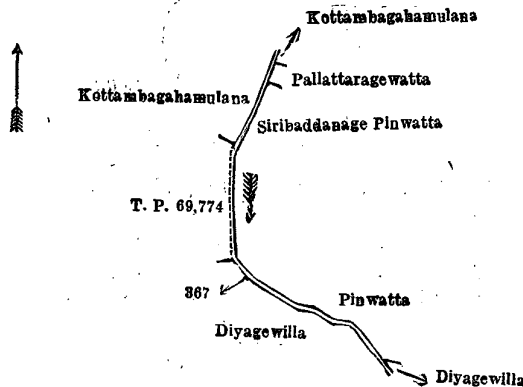 Kottambagahamulana
Pallattaragewatta
Kottambagahamulana
Siribaddanage Pinwatta
T. P. 69,774
367
Pinwatta
Diyagewilla
Diyagewilla